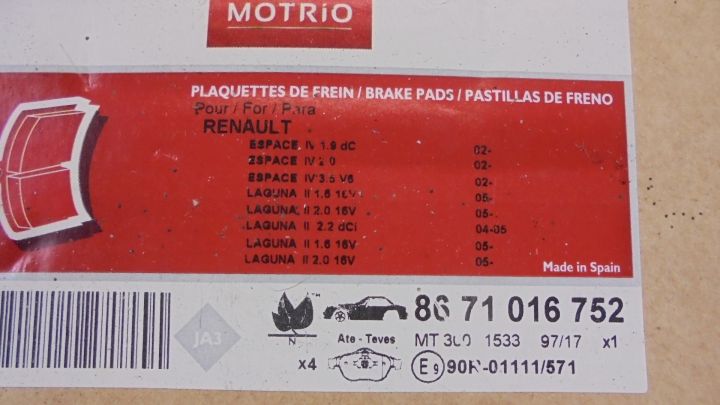 MOTRIO
PLAQUETTES DE FREIN / BRAKE PADS / PASTILLAS DE FRENO
Pour / For / Para
RENAULT
ESPACE IV 1.9 dC 02-
ESPACE IV 2.0 02-
ESPACE IV 3.5 V6 02-
LAGUNA II 1.6 16V 05-
LAGUNA II 2.0 16V 05-
LAGUNA II 2.2 dCi 04-05
LAGUNA II 1.6 16V 05-
LAGUNA II 2.0 16V 05-
Made in Spain
JA3
TM
N
86 71 016 752
Ate - Teves MT 300 1533 97/17 x1
x4 E9 90R-01111/571